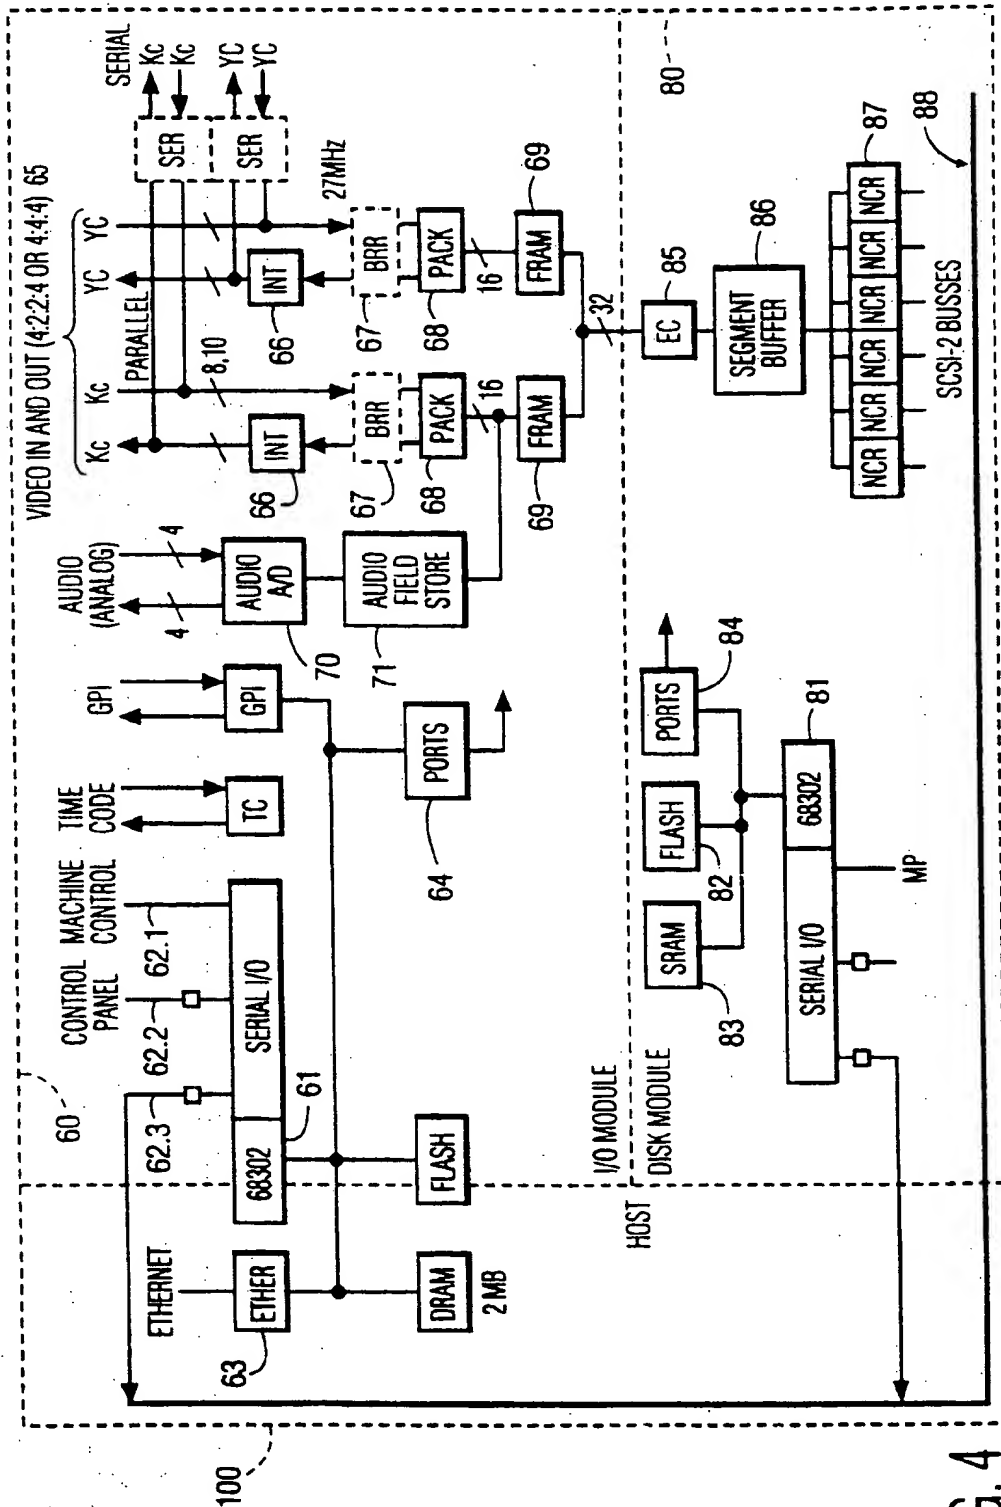 100
60
80
ETHERNET
CONTROL
PANEL
MACHINE
CONTROL
TIME
CODE
GPI
AUDIO
(ANALOG)
VIDEO IN AND OUT (4:2:2:4 OR 4:4:4) 65
Kc
Kc
YC
YC
SERIAL
Kc
Kc
YC
YC
PARALLEL
SER
SER
62.3
62.2
62.1
4
4
8,10
8
27MHz
63
ETHER
68302
SERIAL I/O
61
TC
GPI
AUDIO
A/D
70
INT
66
INT
66
BRR
67
BRR
67
AUDIO
FIELD
STORE
71
PACK
68
PACK
68
16
16
DRAM
2 MB
FLASH
PORTS
64
FRAM
69
FRAM
69
32
I/O MODULE
HOST
DISK MODULE
SRAM
83
FLASH
82
PORTS
84
EC
85
SEGMENT
BUFFER
86
SERIAL I/O
68302
81
MP
NCR
NCR
NCR
NCR
NCR
NCR
87
SCSI-2 BUSSES
88
G. 4